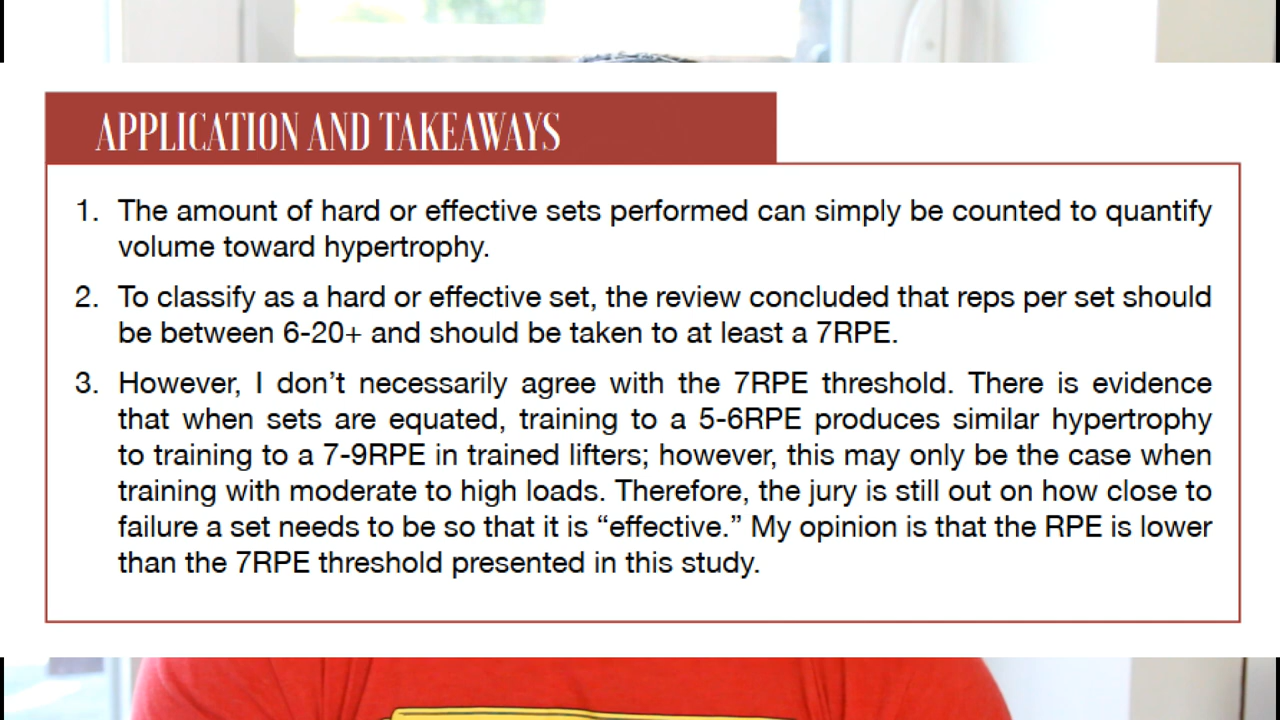 APPLICATION AND TAKEAWAYS
1. The amount of hard or effective sets performed can simply be counted to quantify
volume toward hypertrophy.
2. To classify as a hard or effective set, the review concluded that reps per set should
be between 6-20+ and should be taken to at least a 7RPE.
3. However, I don’t necessarily agree with the 7RPE threshold. There is evidence
that when sets are equated, training to a 5-6RPE produces similar hypertrophy
to training to a 7-9RPE in trained lifters; however, this may only be the case when
training with moderate to high loads. Therefore, the jury is still out on how close to
failure a set needs to be so that it is “effective.” My opinion is that the RPE is lower
than the 7RPE threshold presented in this study.